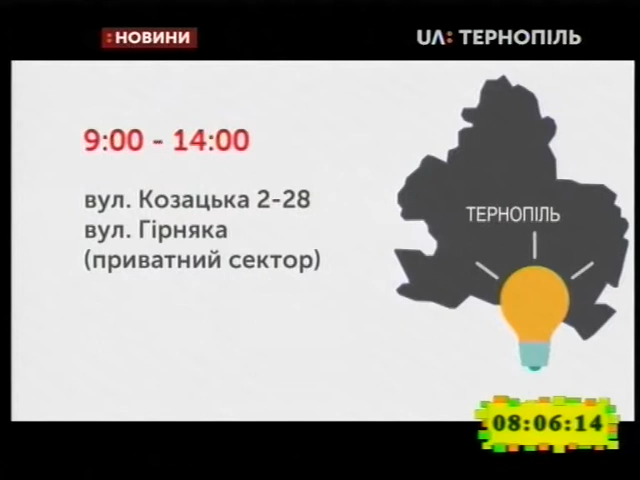 :НОВИНИ
UA: ТЕРНОПІЛЬ
9:00 - 14:00
вул. Козацька 2-28
вул. Гірняка
(приватний сектор)
ТЕРНОПІЛЬ
08:06:14